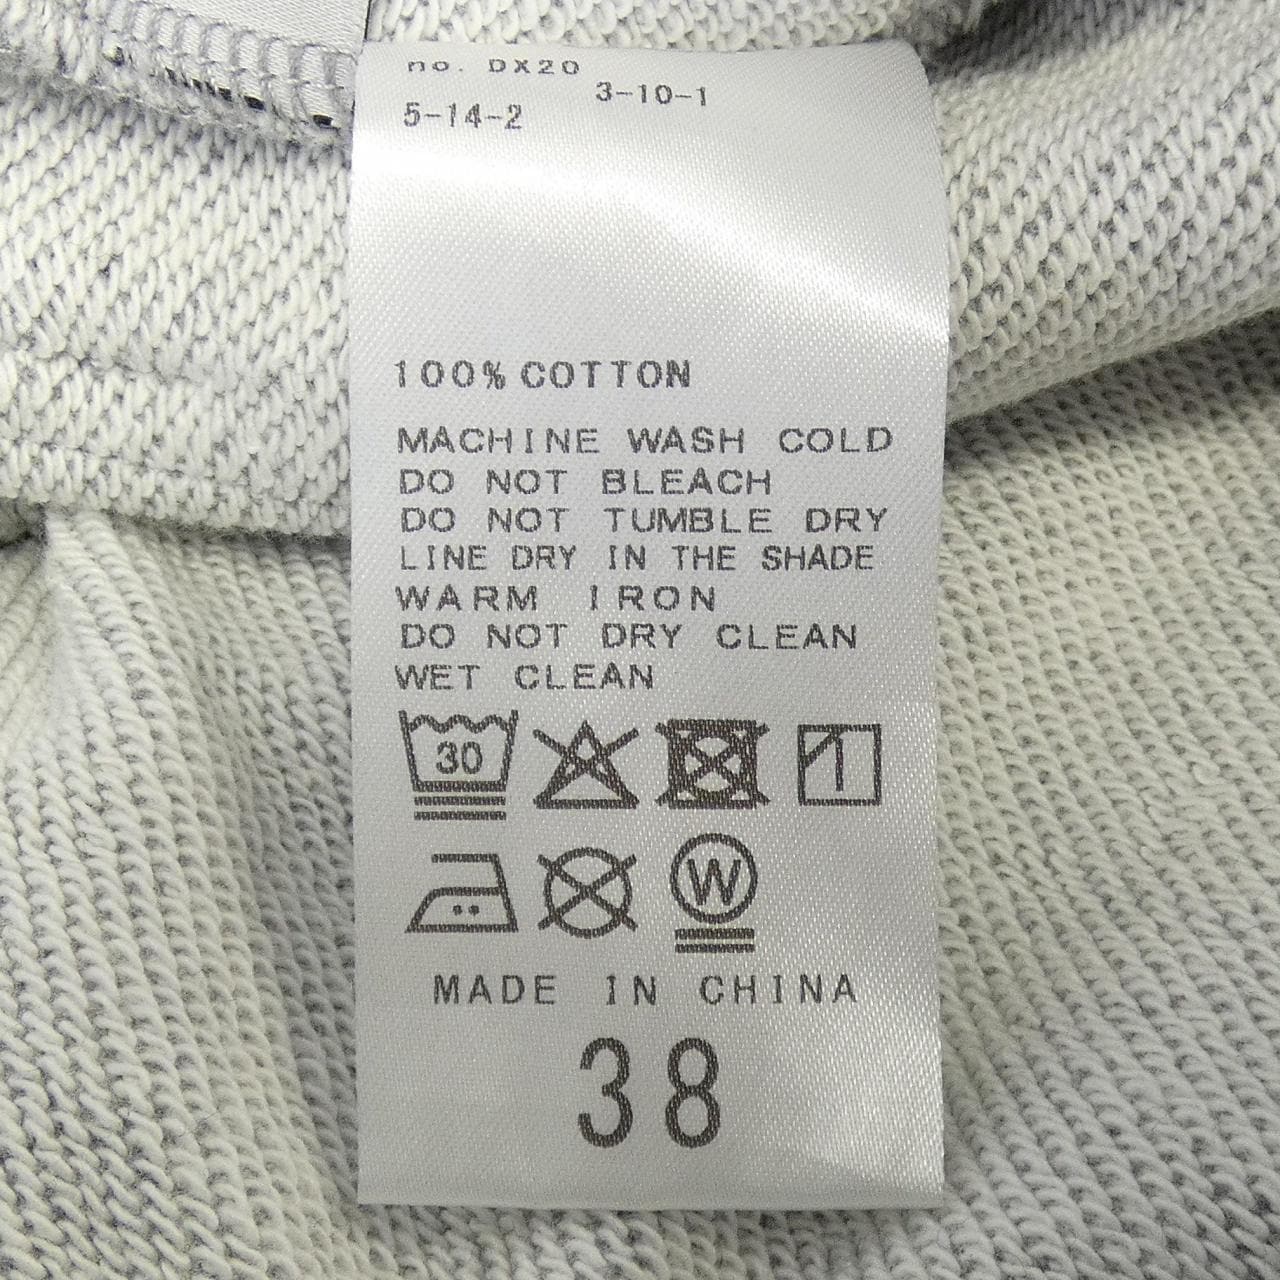 no. DX20
3-10-1
5-14-2
100% COTTON
MACHINE WASH COLD
DO NOT BLEACH
DO NOT TUMBLE DRY
LINE DRY IN THE SHADE
WARM IRON
DO NOT DRY CLEAN
WET CLEAN
30
W
MADE IN CHINA
38